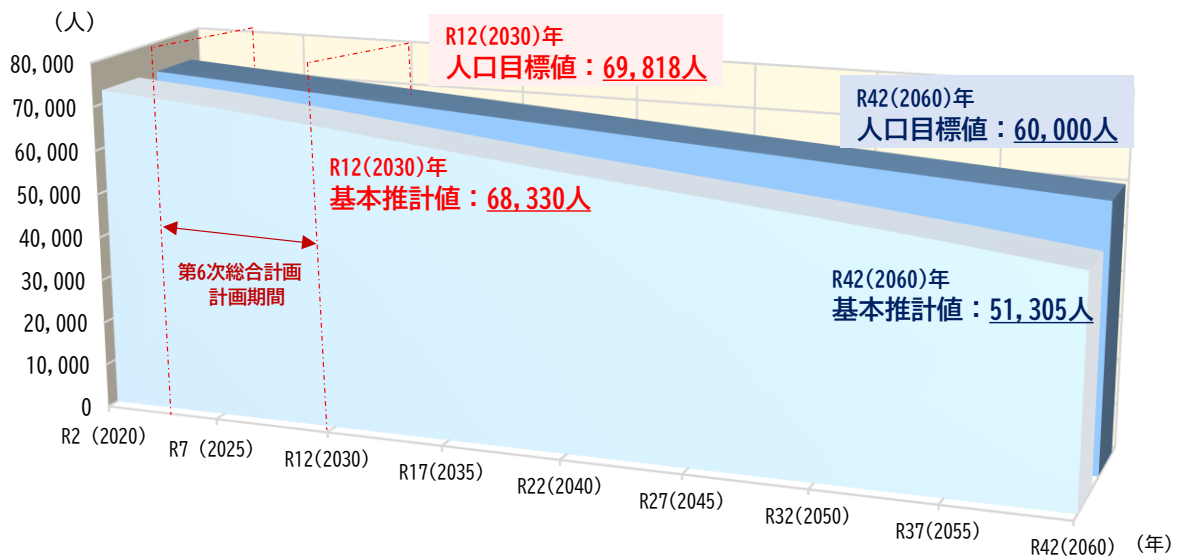 （人）
80,000
70,000
60,000
50,000
40,000
30,000
20,000
10,000
0
R12(2030)年
人口目標値：69,818人
R42(2060)年
人口目標値：60,000人
R12(2030)年
基本推計値：68,330人
第6次総合計画
計画期間
R42(2060)年
基本推計値：51,305人
R2（2020)
R7（2025)
R12(2030)
R17(2035)
R22(2040)
R27(2045)
R32(2050)
R37(2055)
R42(2060)
（年）